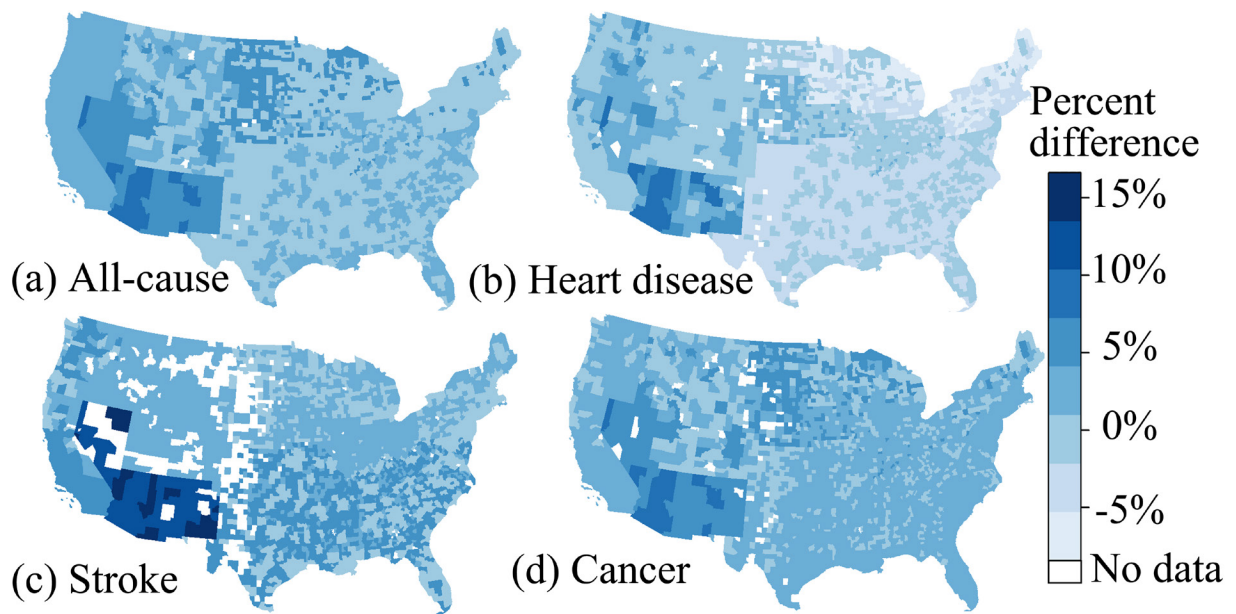 (a) All-cause
(b) Heart disease
(c) Stroke
(d) Cancer
Percent
difference
15%
10%
5%
0%
-5%
No data